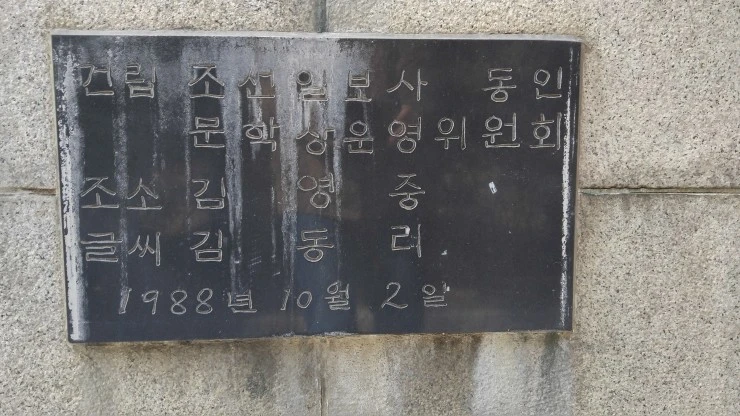 건립 조선일보사 동인
문학상운영위원회
조소 김 영 중
글씨 김 동 리
1988년 10월 2일